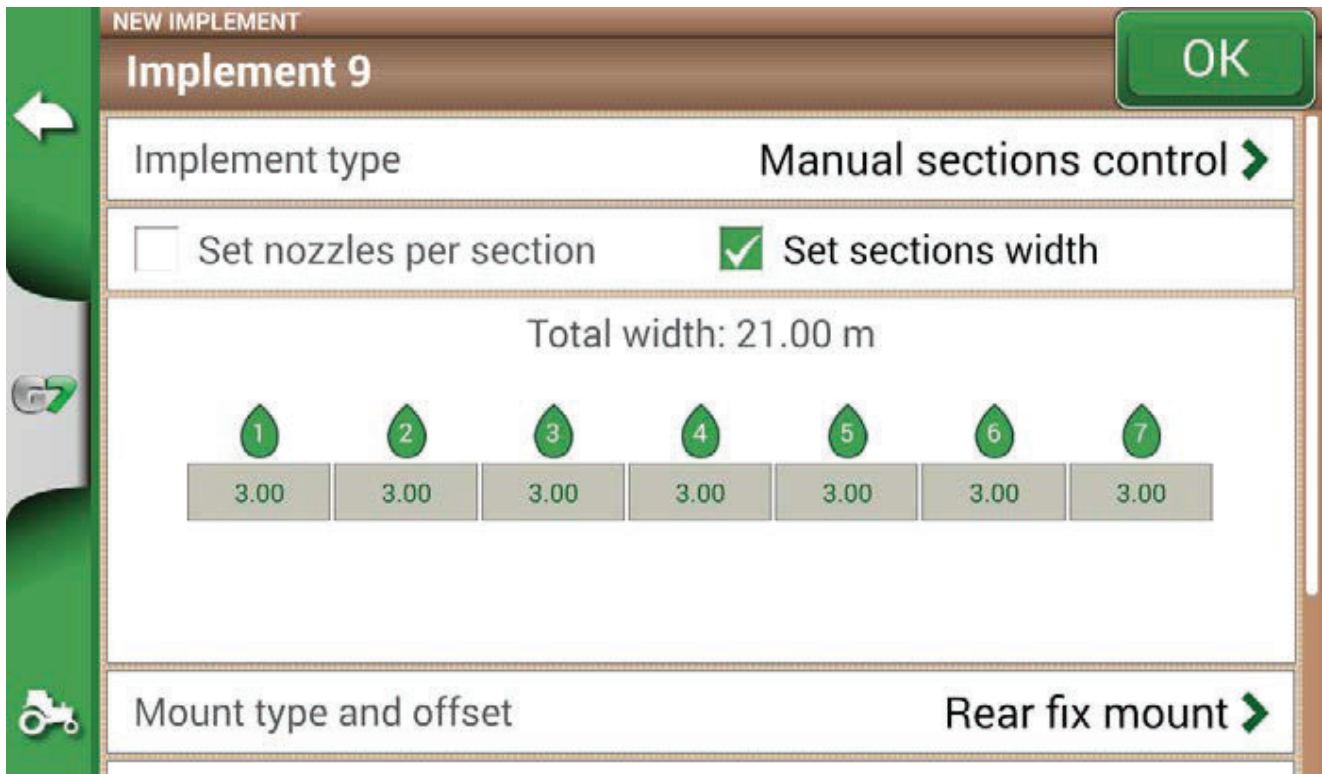 NEW IMPLEMENT
Implement 9
OK
Implement type Manual sections control
Set nozzles per section Set sections width
Total width: 21.00 m
1 2 3 4 5 6 7
3.00 3.00 3.00 3.00 3.00 3.00 3.00
G7
Mount type and offset Rear fix mount